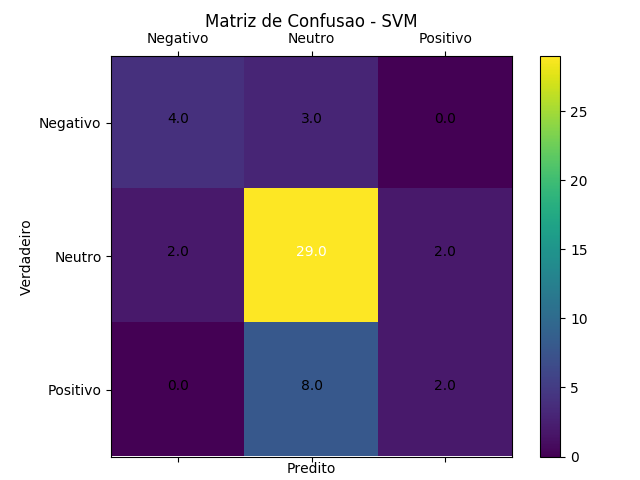 Matriz de Confusao - SVM
Negativo Neutro Positivo
Negativo 4.0 3.0 0.0
Neutro 2.0 29.0 2.0
Positivo 0.0 8.0 2.0
Verdadeiro
Predito
25
20
15
10
5
0